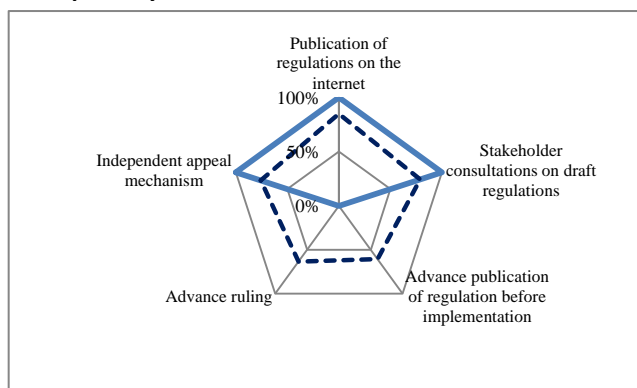 Publication of
regulations on the
internet
100%
50%
0%
Independent appeal
mechanism
Stakeholder
consultations on draft
regulations
Advance ruling
Advance publication
of regulation before
implementation